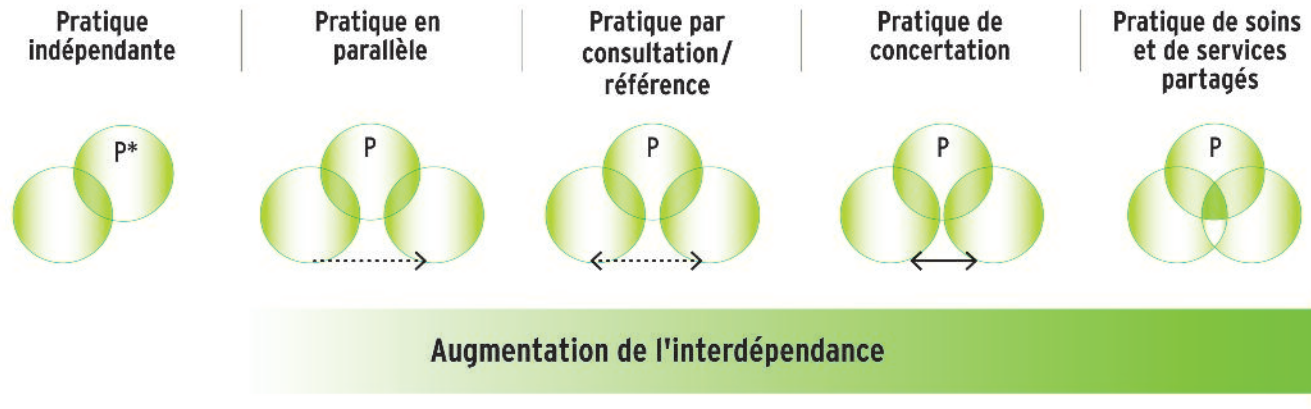 Pratique
indépendante
Pratique en
parallèle
Pratique par
consultation/
référence
Pratique de
concertation
Pratique de soins
et de services
partagés
P*
P
P
P
P
Augmentation de l'interdépendance